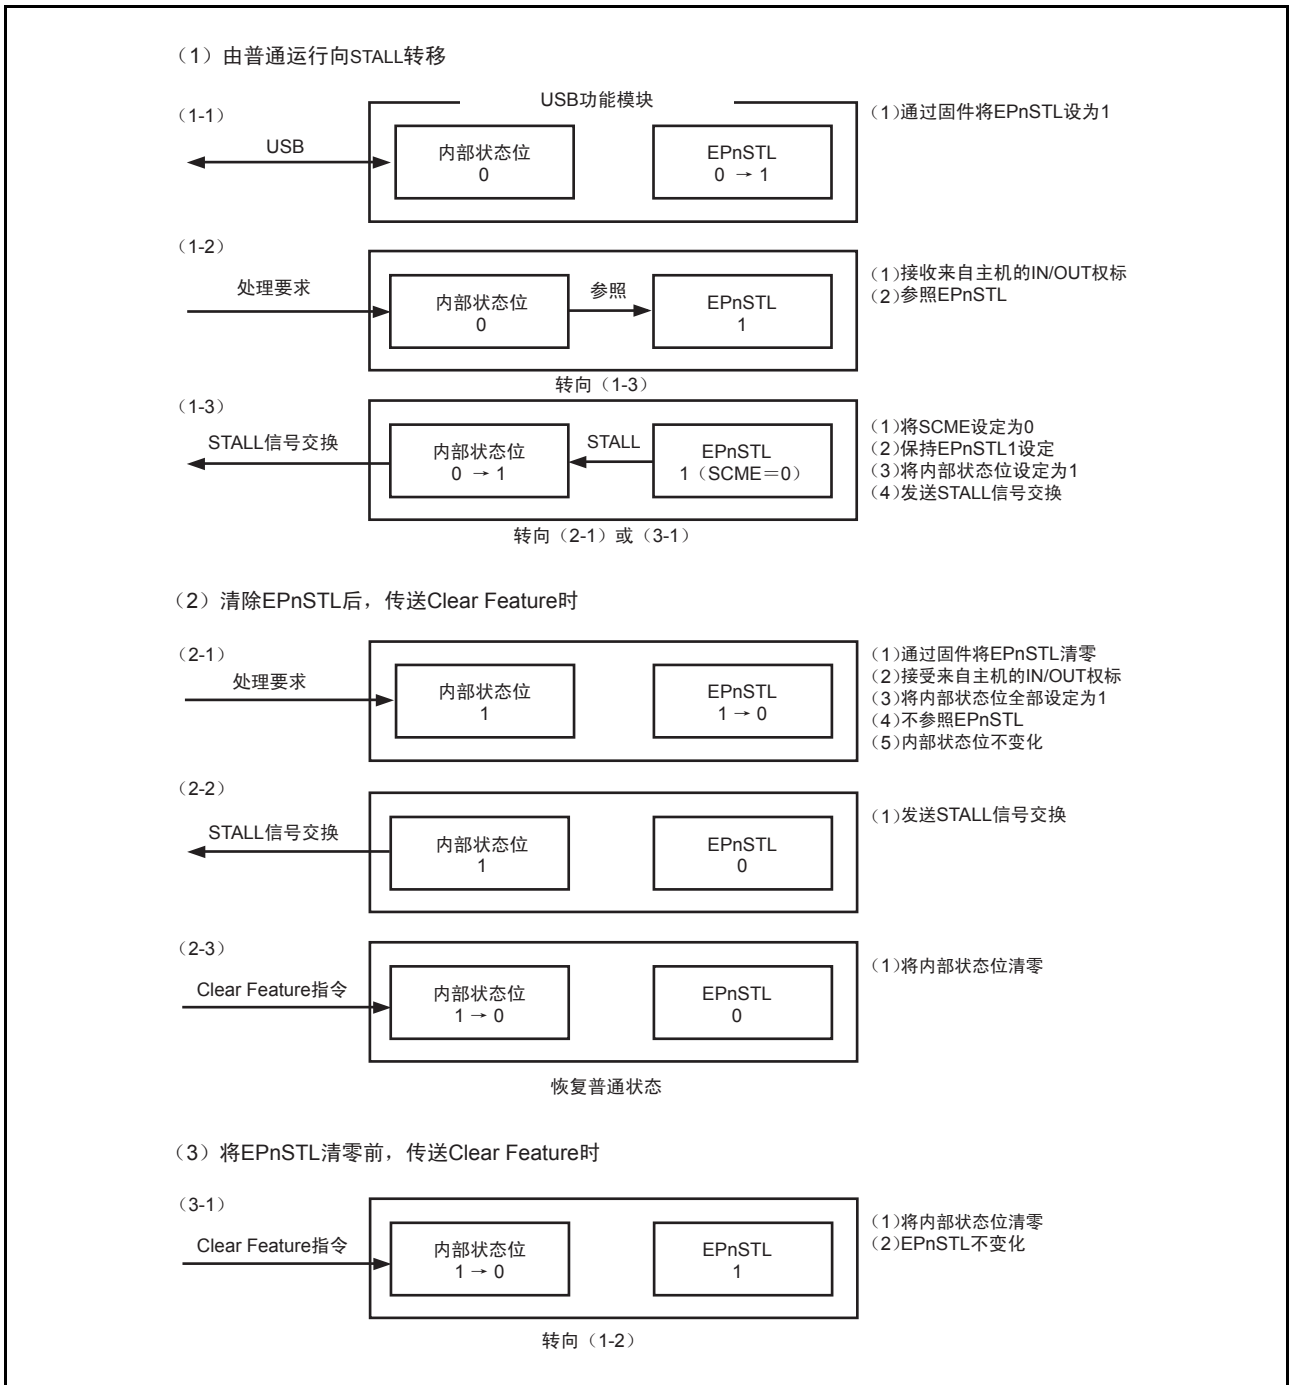 （1）由普通运行向STALL转移
USB功能模块
（1-1）
USB
内部状态位
0
EPnSTL
0 → 1
（1）通过固件将EPnSTL设为1
（1-2）
处理要求
内部状态位
0
参照
EPnSTL
1
（1）接收来自主机的IN/OUT权标
（2）参照EPnSTL
转向（1-3）
（1-3）
STALL信号交换
内部状态位
0 → 1
STALL
EPnSTL
1（SCME＝0）
（1）将SCME设定为0
（2）保持EPnSTL1设定
（3）将内部状态位设定为1
（4）发送STALL信号交换
转向（2-1）或（3-1）
（2）清除EPnSTL后，传送Clear Feature时
（2-1）
处理要求
内部状态位
1
EPnSTL
1 → 0
（1）通过固件将EPnSTL清零
（2）接受来自主机的IN/OUT权标
（3）将内部状态位全部设定为1
（4）不参照EPnSTL
（5）内部状态位不变化
（2-2）
STALL信号交换
内部状态位
1
EPnSTL
0
（1）发送STALL信号交换
（2-3）
Clear Feature指令
内部状态位
1 → 0
EPnSTL
0
（1）将内部状态位清零
恢复普通状态
（3）将EPnSTL清零前，传送Clear Feature时
（3-1）
Clear Feature指令
内部状态位
1 → 0
EPnSTL
1
（1）将内部状态位清零
（2）EPnSTL不变化
转向（1-2）